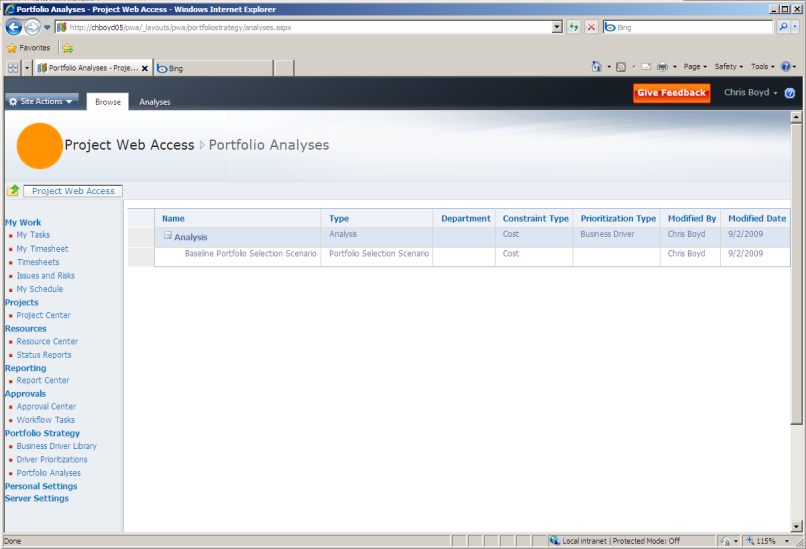 Portfolio Analyses - Project Web Access - Windows Internet Explorer
http://chboyd05/pwa/_layouts/pwa/portfoliostrategy/analyses.aspx
Bing
Favorites
Portfolio Analyses - Proje... Bing
Page Safety Tools
Site Actions Browse Analyses Give Feedback Chris Boyd
Project Web Access Portfolio Analyses
Project Web Access
My Work
My Tasks
My Timesheet
Timesheets
Issues and Risks
My Schedule
Projects
Project Center
Resources
Resource Center
Status Reports
Reporting
Report Center
Approvals
Approval Center
Workflow Tasks
Portfolio Strategy
Business Driver Library
Driver Prioritizations
Portfolio Analyses
Personal Settings
Server Settings
Name Type Department Constraint Type Prioritization Type Modified By Modified Date
Analysis Analysis Cost Business Driver Chris Boyd 9/2/2009
Baseline Portfolio Selection Scenario Portfolio Selection Scenario Cost Chris Boyd 9/2/2009
Done Local intranet | Protected Mode: Off 115%